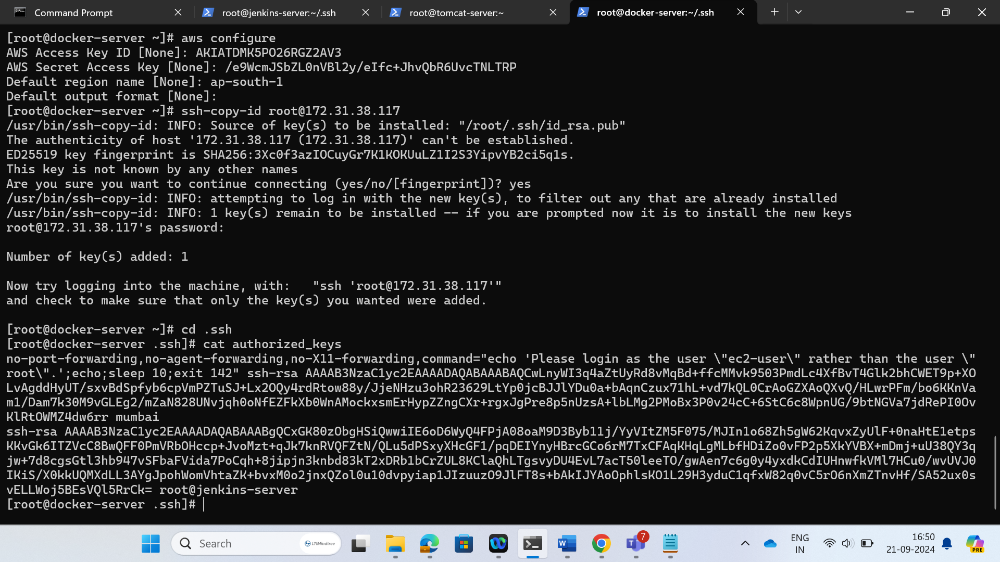 Command Prompt
root@jenkins-server:~/.ssh
root@tomcat-server:~
root@docker-server:~/.ssh
[root@docker-server ~]# aws configure
AWS Access Key ID [None]: AKIATDMK5PO26RGZ2AV3
AWS Secret Access Key [None]: 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
Default region name [None]: ap-south-1
Default output format [None]:
[root@docker-server ~]# ssh-copy-id root@172.31.38.117
/usr/bin/ssh-copy-id: INFO: Source of key(s) to be installed: "/root/.ssh/id_rsa.pub"
The authenticity of host '172.31.38.117 (172.31.38.117)' can't be established.
ED25519 key fingerprint is SHA256:3Xc0f3azIOCuyGr7K1KOKUuLZ1I2S3YipvYB2ci5q1s.
This key is not known by any other names
Are you sure you want to continue connecting (yes/no/[fingerprint])? yes
/usr/bin/ssh-copy-id: INFO: attempting to log in with the new key(s), to filter out any that are already installed
/usr/bin/ssh-copy-id: INFO: 1 key(s) remain to be installed -- if you are prompted now it is to install the new keys
root@172.31.38.117's password:
Number of key(s) added: 1
Now try logging into the machine, with:   "ssh 'root@172.31.38.117'"
and check to make sure that only the key(s) you wanted were added.
[root@docker-server ~]# cd .ssh
[root@docker-server .ssh]# cat authorized_keys
no-port-forwarding,no-agent-forwarding,no-X11-forwarding,command="echo 'Please login as the user \"ec2-user\" rather than the user \"
root\".';echo;sleep 10;exit 142" ssh-rsa AAAAB3NzaC1yc2EAAAADAQABAAABAQCwLnyWI3q4aZtUyRd8vMqBd+ffcMMvk9503PmdLc4XfBvT4Glk2bhCWET9p+XO
LvAgddHyUT/sxvBdSpfyb6cpVmPZTuSJ+Lx2OQy4rdRtow88y/JjeNHzu3ohR23629LtYp0jcBJJlYDu0a+bAqnCzux71hL+vd7kQL0CrAoGZXAoQXvQ/HLwrPFm/bo6KKnVa
m1/Dam7k30M9vGLEg2/mZaN828UNvjqh0oNfEZFkXb0WnAMockxsmErHypZZngCXr+rgxJgPre8p5nUzsA+lbLMg2PMoBx3P0v24cC+6StC6c8WpnUG/9btNGVa7jdRePI0Ov
KlRtOWMZ4dw6rr mumbai
ssh-rsa AAAAB3NzaC1yc2EAAAADAQABAAABgQCxGK80zObgHSiQwwiIE6oD6WyQ4FPjA08oaM9D3Byb11j/YyVItZM5F075/MJIn1o68Zh5gW62KqvxZyUlF+0naHtE1etps
KKvGk6ITZVcC8BwQFF0PmVRbOHccp+JvoMzt+qJk7knRVQFZtN/QLu5dPSxyXHcGF1/pqDEIYnyHBrcGCo6rM7TxCFAqKHqLgMLbfHDiZo0vFP2p5XkYVBX+mDmj+uU38QY3q
jw+7d8cgsGtl3hb947vSFbaFVida7PoCqh+8jipjn3knbd83kT2xDRb1bCrZUL8KClaQhLTgsvyDU4EvL7acT50leeTO/gwAen7c6g0y4yxdkCdIUHnwfkVMl7HCu0/wvUVJ0
IKiS/X0kkUQMXdLL3AYgJpohWomVhtaZK+bvxM0o2jnxQZol0u10dvpyiap1JIzuuzO9JlFT8s+bAkIJYAoOphlsKO1L29H3yduC1qfxW82q0vC5rO6nXmZTnvHf/SA52ux0s
vELLWoj5BEsVQl5RrCk= root@jenkins-server
[root@docker-server .ssh]#
Search
LTIMindtree
7
ENG
IN
16:50
21-09-2024
PRE